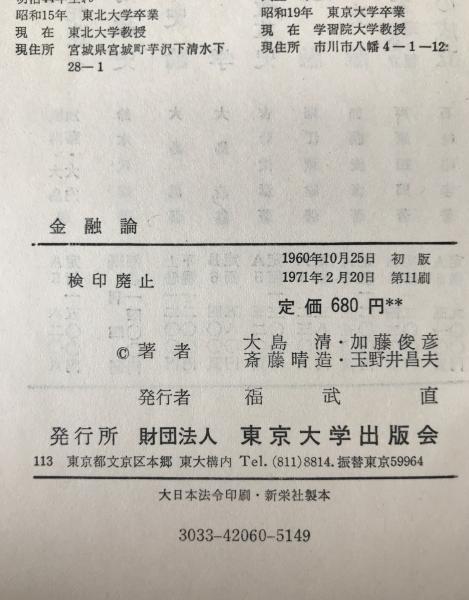 昭和15年 東北大学卒業
現 在 東北大学教授
現住所 宮城県宮城町芋沢下清水下
28―1
昭和19年 東京大学卒業
現 在 学習院大学教授
現住所 市川市八幡4―1―12-
金融論
1960年10月25日 初 版
検印廃止
1971年2月20日 第11刷
定価 680 円**
©著 者 大島 清・加藤俊彦
斎藤晴造・玉野井昌夫
発行者 福武 直
発行所 財団法人 東京大学出版会
113 東京都文京区本郷 東大構内 Tel. (811)8814. 振替東京59964
大日本法令印刷・新栄社製本
3033-42060-5149